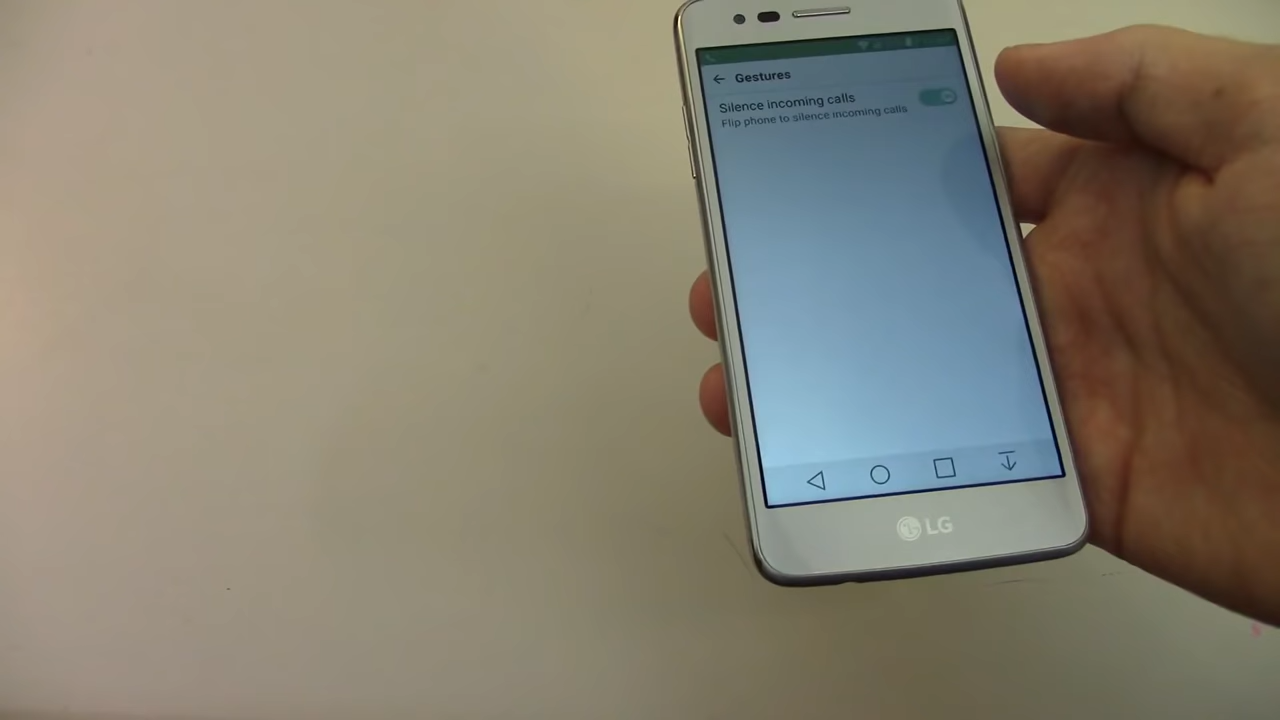 Gestures
Silence incoming calls
Flip phone to silence incoming calls
LG